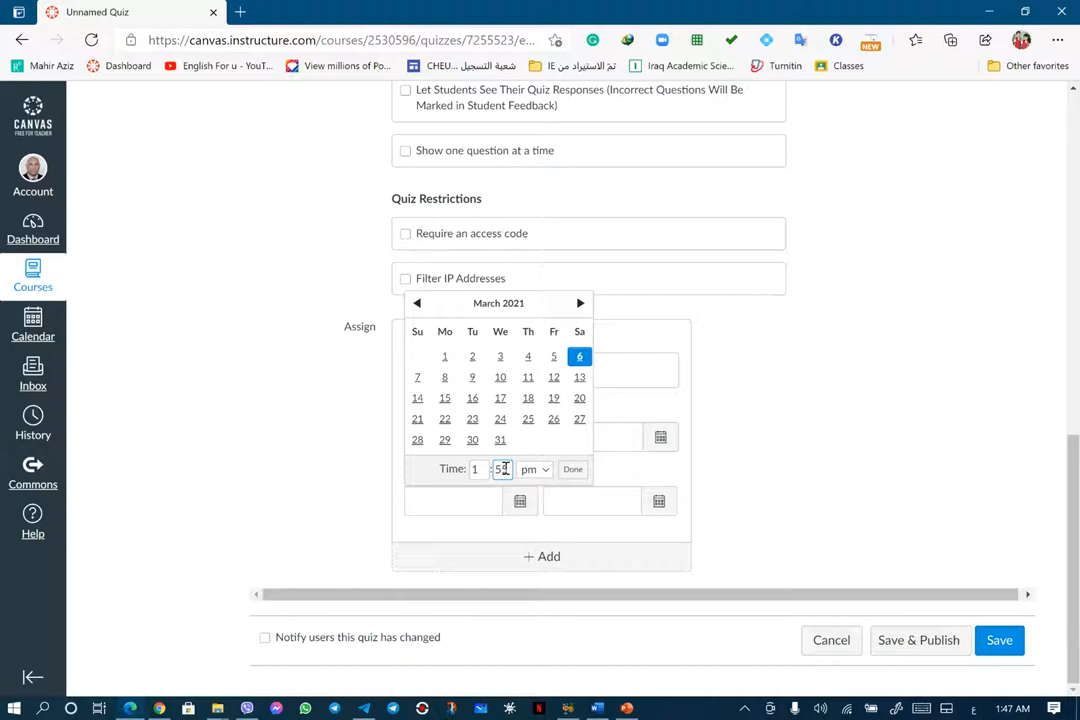 Unnamed Quiz
https://canvas.instructure.com/courses/2530596/quizzes/7255523/e...
NEW
Mahir Aziz
Dashboard
English For u - YouT...
View millions of Po...
CHEU شعبة التسجيل...
تمّ الاستيراد من IE
Iraq Academic Scie...
Turnitin
Classes
Other favorites
CANVAS
FREE FOR TEACHER
Account
Dashboard
Courses
Calendar
Inbox
History
Commons
Help
Let Students See Their Quiz Responses (Incorrect Questions Will Be
Marked in Student Feedback)
Show one question at a time
Quiz Restrictions
Require an access code
Filter IP Addresses
Assign
March 2021
Su Mo Tu We Th Fr Sa
1 2 3 4 5 6
7 8 9 10 11 12 13
14 15 16 17 18 19 20
21 22 23 24 25 26 27
28 29 30 31
Time: 1 : pm Done
+ Add
Notify users this quiz has changed
Cancel
Save & Publish
Save
ع
1:47 AM